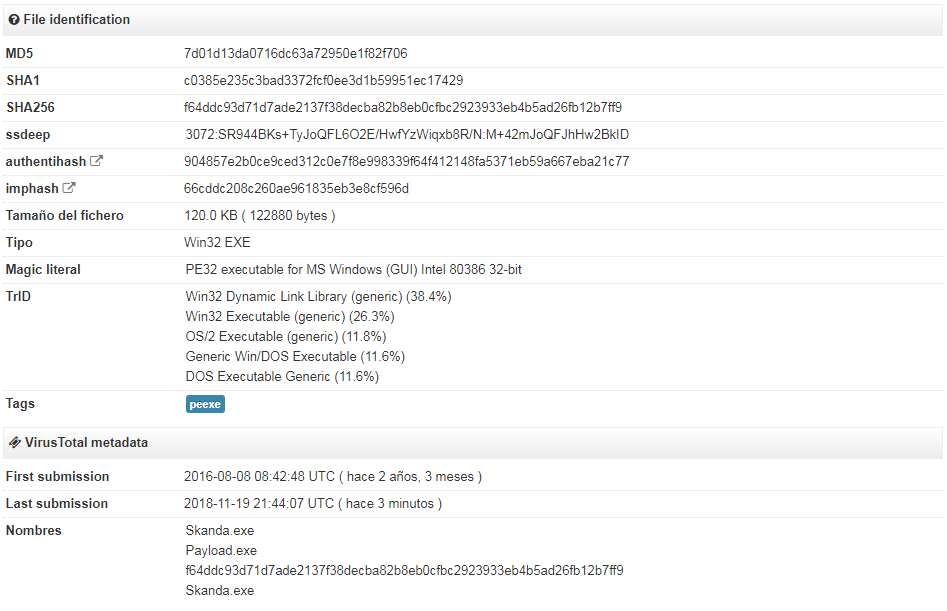 File identification
MD5 7d01d13da0716dc63a72950e1f82f706
SHA1 c0385e235c3bad3372fcf0ee3d1b59951ec17429
SHA256 f64ddc93d71d7ade2137f38decba82b8eb0cfbc2923933eb4b5ad26fb12b7ff9
ssdeep 3072:SR944BKs+TyJoQFL6O2E/HwfYzWiqxb8R/N:M+42mJoQFJhHw2BkID
authentihash 904857e2b0ce9ced312c0e7f8e998339f64f412148fa5371eb59a667eba21c77
imphash 66cddc208c260ae961835eb3e8cf596d
Tamaño del fichero 120.0 KB ( 122880 bytes )
Tipo Win32 EXE
Magic literal PE32 executable for MS Windows (GUI) Intel 80386 32-bit
TrID Win32 Dynamic Link Library (generic) (38.4%)
Win32 Executable (generic) (26.3%)
OS/2 Executable (generic) (11.8%)
Generic Win/DOS Executable (11.6%)
DOS Executable Generic (11.6%)
Tags peexe
VirusTotal metadata
First submission 2016-08-08 08:42:48 UTC ( hace 2 años, 3 meses )
Last submission 2018-11-19 21:44:07 UTC ( hace 3 minutos )
Nombres Skanda.exe
Payload.exe
f64ddc93d71d7ade2137f38decba82b8eb0cfbc2923933eb4b5ad26fb12b7ff9
Skanda.exe